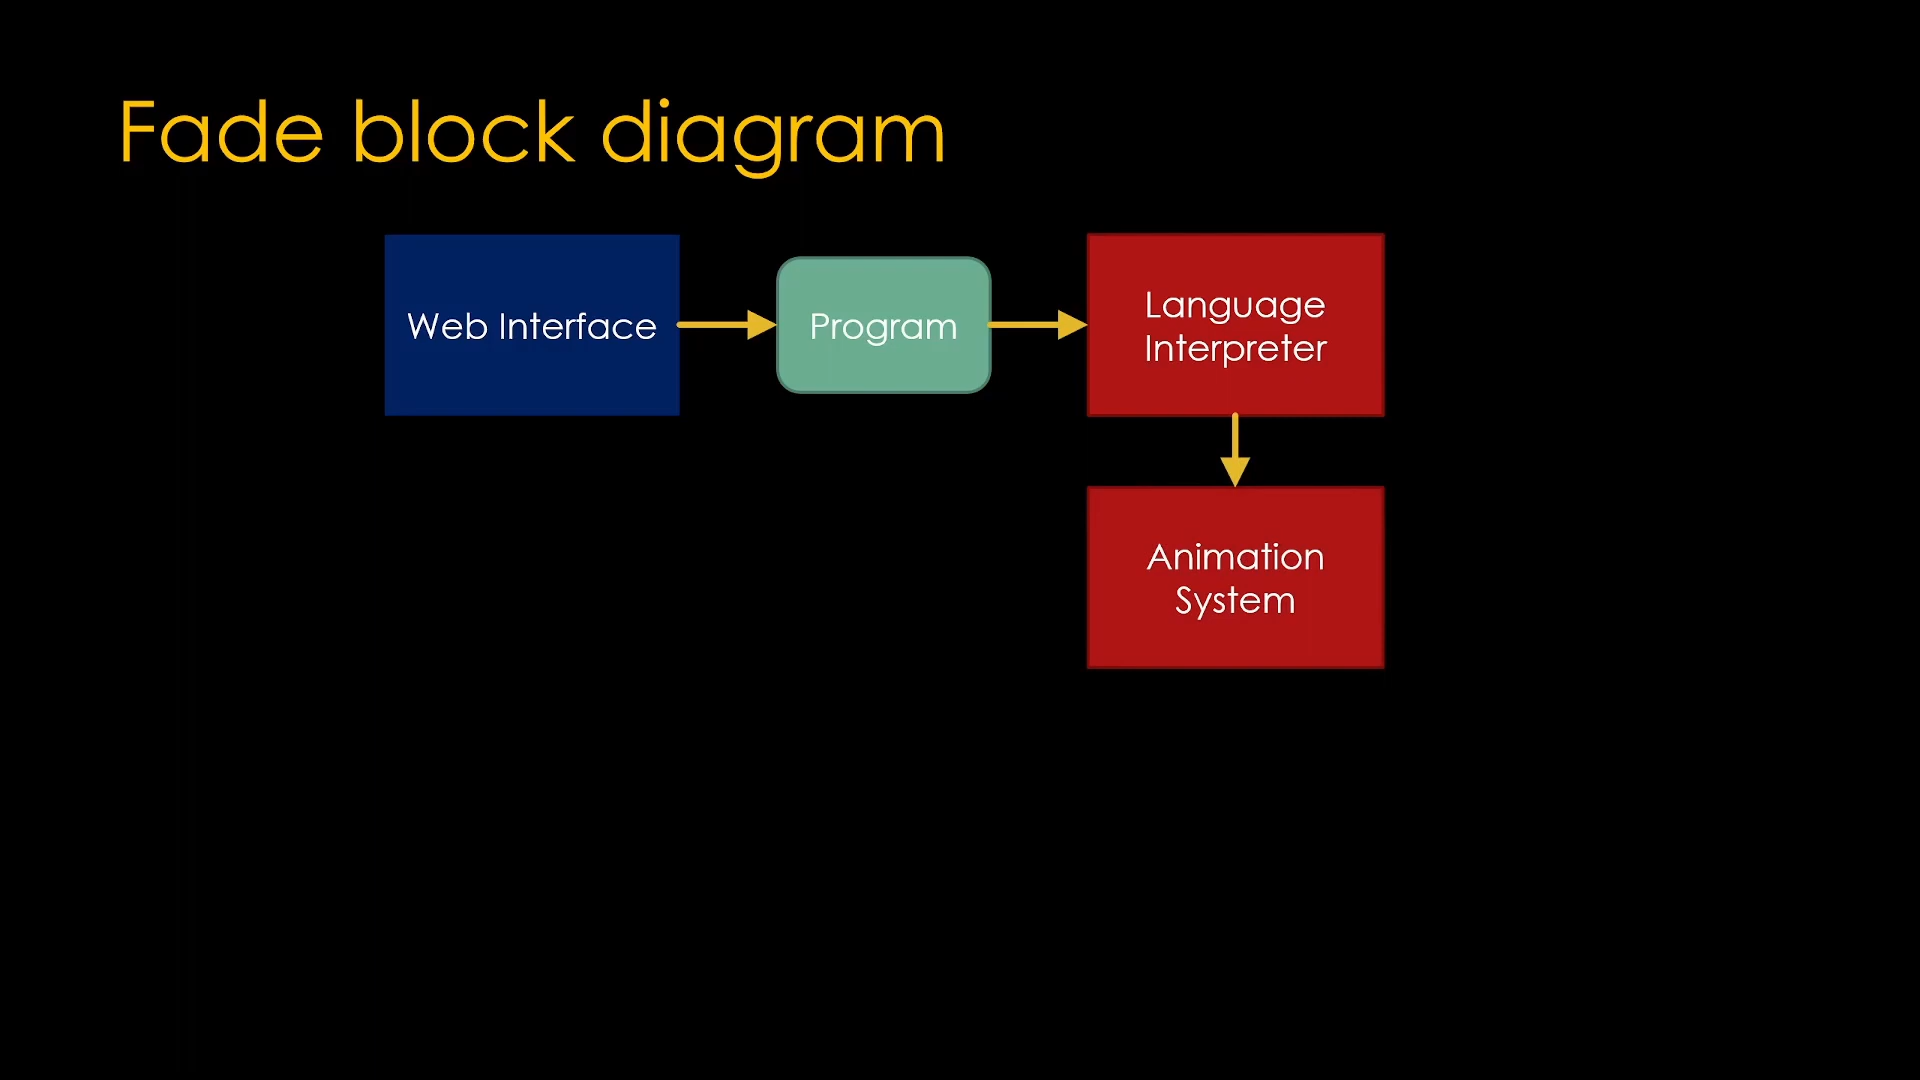 Fade block diagram
Web Interface
Program
Language
Interpreter
Animation
System